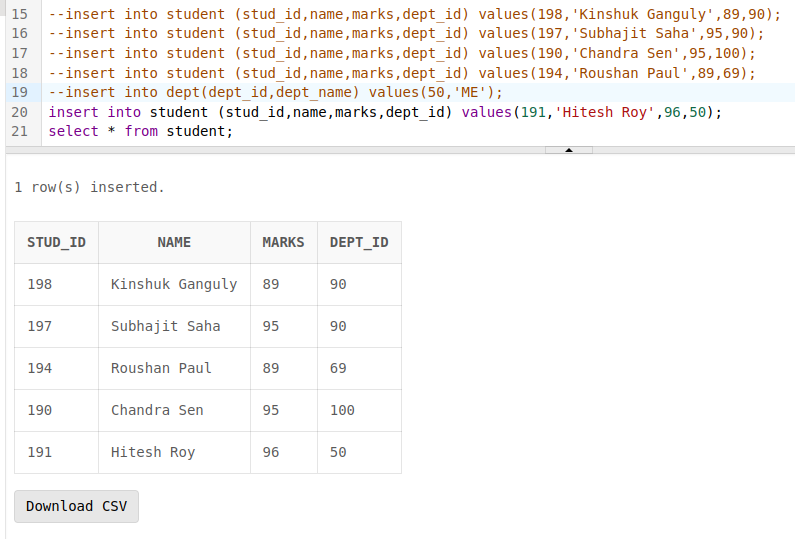 15 --insert into student (stud_id,name,marks,dept_id) values(198,'Kinshuk Ganguly',89,90);
16 --insert into student (stud_id,name,marks,dept_id) values(197,'Subhajit Saha',95,90);
17 --insert into student (stud_id,name,marks,dept_id) values(190,'Chandra Sen',95,100);
18 --insert into student (stud_id,name,marks,dept_id) values(194,'Roushan Paul',89,69);
19 --insert into dept(dept_id,dept_name) values(50,'ME');
20 insert into student (stud_id,name,marks,dept_id) values(191,'Hitesh Roy',96,50);
21 select * from student;
1 row(s) inserted.
STUD_ID NAME MARKS DEPT_ID
198 Kinshuk Ganguly 89 90
197 Subhajit Saha 95 90
194 Roushan Paul 89 69
190 Chandra Sen 95 100
191 Hitesh Roy 96 50
Download CSV